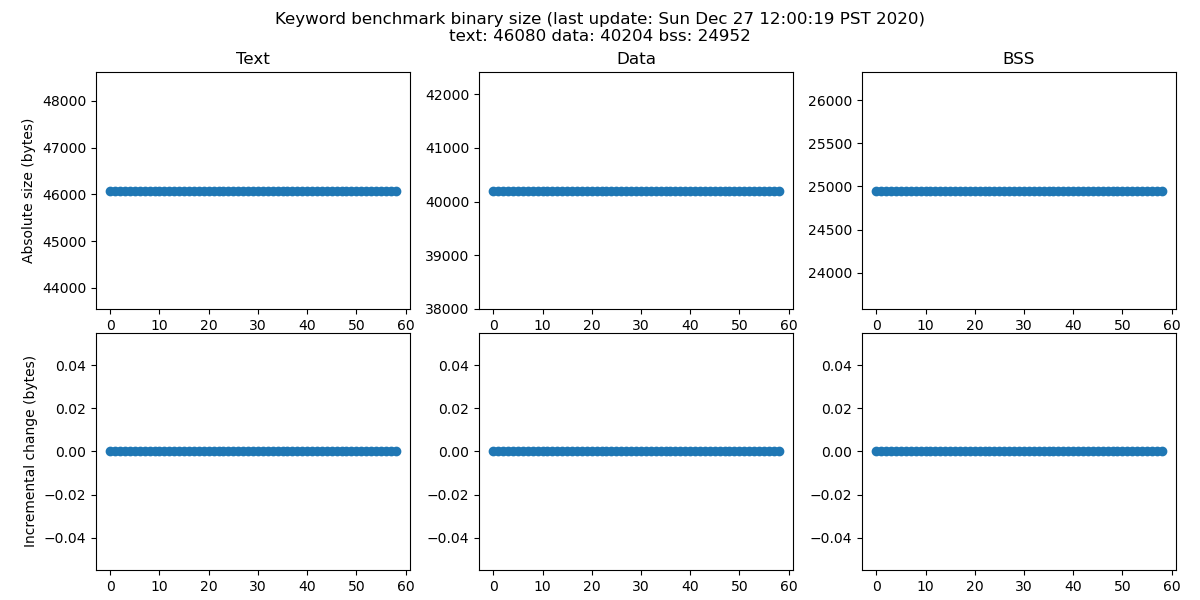 Keyword benchmark binary size (last update: Sun Dec 27 12:00:19 PST 2020)
text: 46080 data: 40204 bss: 24952
Text
Data
BSS
Absolute size (bytes)
48000
47000
46000
45000
44000
0 10 20 30 40 50 60
42000
41000
40000
39000
38000
0 10 20 30 40 50 60
26000
25500
25000
24500
24000
0 10 20 30 40 50 60
Incremental change (bytes)
0.04
0.02
0.00
−0.02
−0.04
0 10 20 30 40 50 60
0.04
0.02
0.00
−0.02
−0.04
0 10 20 30 40 50 60
0.04
0.02
0.00
−0.02
−0.04
0 10 20 30 40 50 60